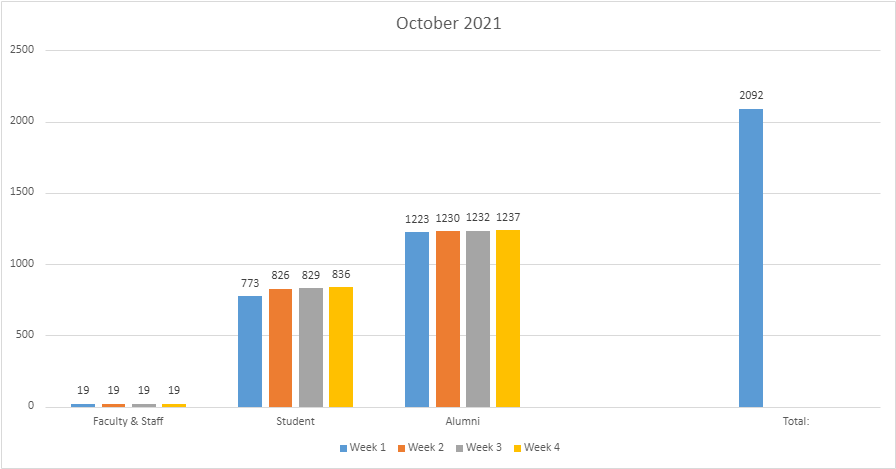 October 2021
2500
2000
1500
1000
500
0
19 19 19 19
773 826 829 836
1223 1230 1232 1237
2092
Faculty & Staff Student Alumni Total:
Week 1 Week 2 Week 3 Week 4